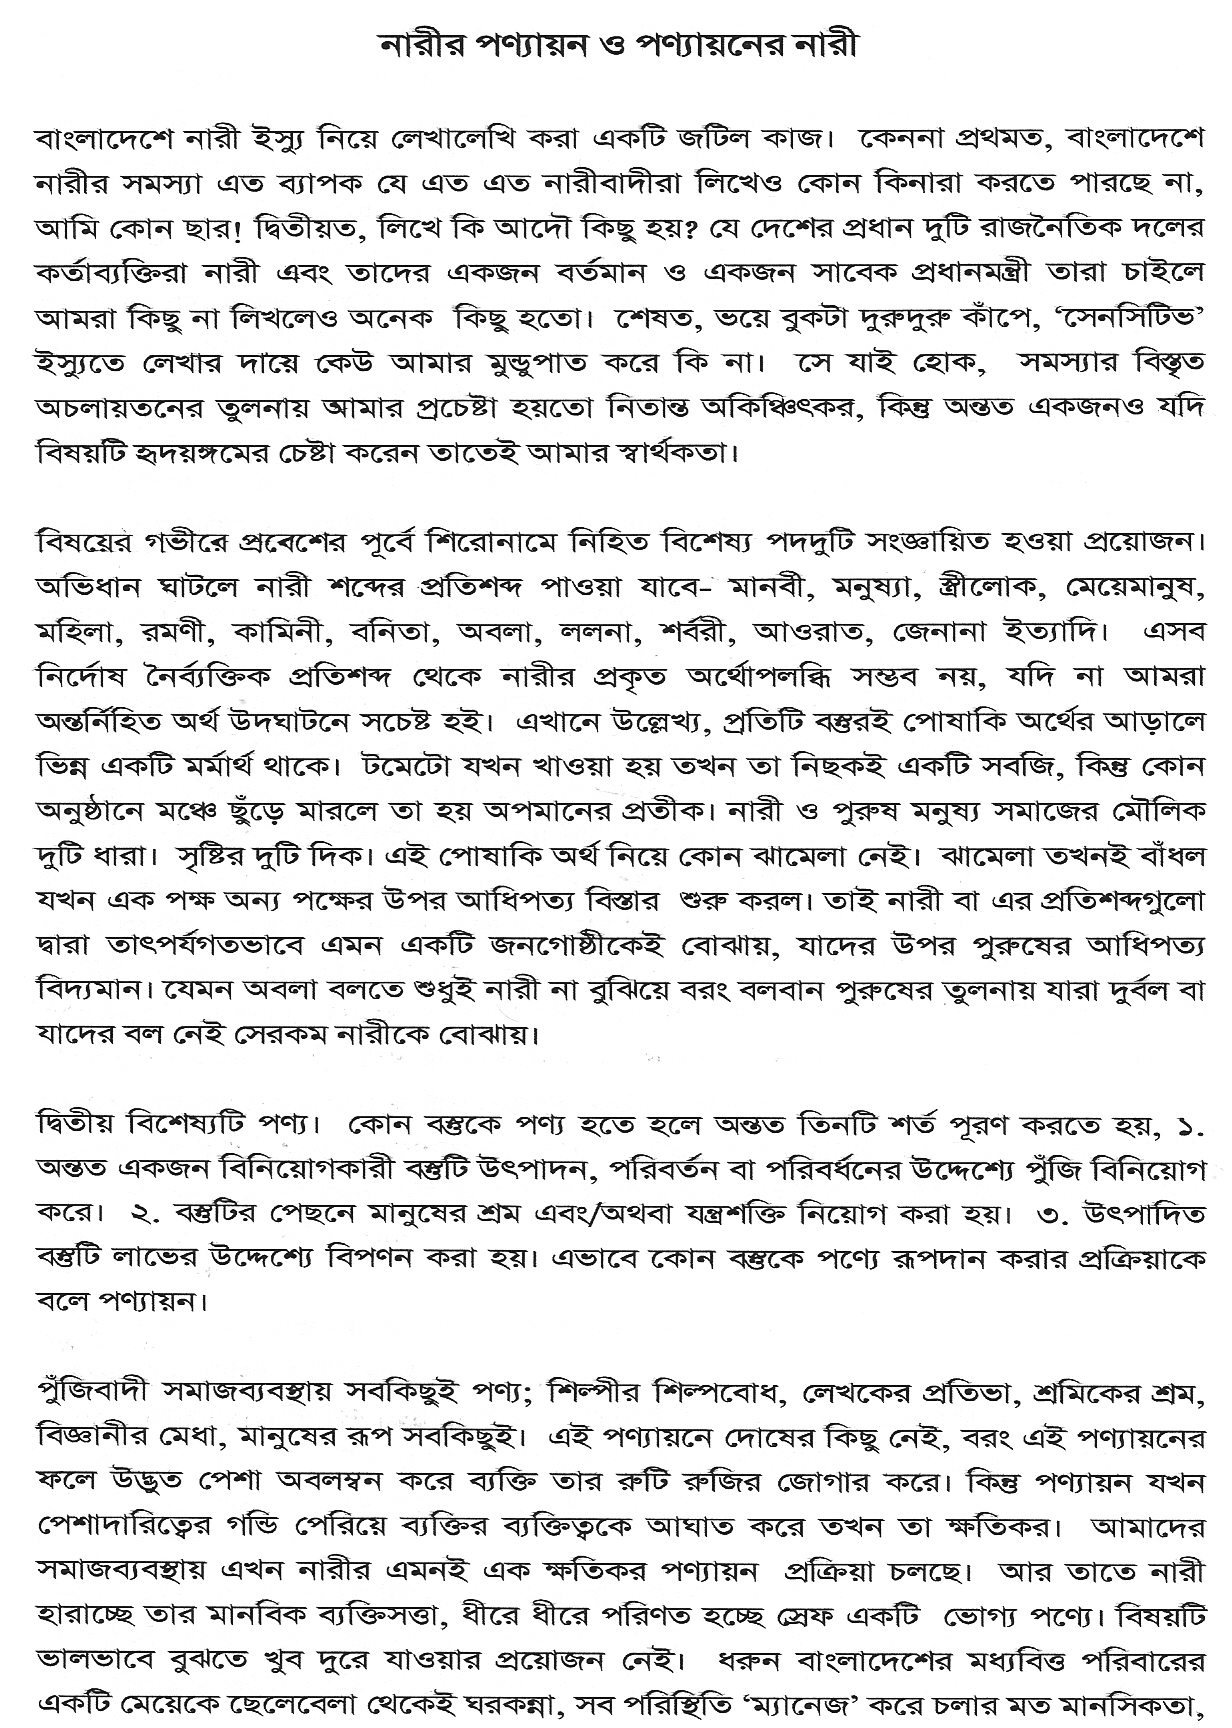 নারীর পণ্যায়ন ও পণ্যায়নের নারী
বাংলাদেশে নারী ইস্যু নিয়ে লেখালেখি করা একটি জটিল কাজ। কেননা প্রথমত, বাংলাদেশে
নারীর সমস্যা এত ব্যাপক যে এত এত নারীবাদীরা লিখেও কোন কিনারা করতে পারছে না,
আমি কোন ছার! দ্বিতীয়ত, লিখে কি আদৌ কিছু হয়? যে দেশের প্রধান দুটি রাজনৈতিক দলের
কর্তাব্যক্তিরা নারী এবং তাদের একজন বর্তমান ও একজন সাবেক প্রধানমন্ত্রী তারা চাইলে
আমরা কিছু না লিখলেও অনেক কিছু হতো। শেষত, ভয়ে বুকটা দুরুদুরু কাঁপে, ‘সেনসিটিভ’
ইস্যুতে লেখার দায়ে কেউ আমার মুন্ডুপাত করে কি না। সে যাই হোক, সমস্যার বিস্তৃত
অচলায়তনের তুলনায় আমার প্রচেষ্টা হয়তো নিতান্ত অকিঞ্চিৎকর, কিন্তু অন্তত একজনও যদি
বিষয়টি হৃদয়ঙ্গমের চেষ্টা করেন তাতেই আমার স্বার্থকতা।
বিষয়ের গভীরে প্রবেশের পূর্বে শিরোনামে নিহিত বিশেষ্য পদদুটি সংজ্ঞায়িত হওয়া প্রয়োজন।
অভিধান ঘাটলে নারী শব্দের প্রতিশব্দ পাওয়া যাবে- মানবী, মনুষ্যা, স্ত্রীলোক, মেয়েমানুষ,
মহিলা, রমণী, কামিনী, বনিতা, অবলা, ললনা, শর্বরী, আওরাত, জেনানা ইত্যাদি। এসব
নির্দোষ নৈর্ব্যক্তিক প্রতিশব্দ থেকে নারীর প্রকৃত অর্থোপলব্ধি সম্ভব নয়, যদি না আমরা
অন্তর্নিহিত অর্থ উদঘাটনে সচেষ্ট হই। এখানে উল্লেখ্য, প্রতিটি বস্তুরই পোষাকি অর্থের আড়ালে
ভিন্ন একটি মর্মার্থ থাকে। টমেটো যখন খাওয়া হয় তখন তা নিছকই একটি সবজি, কিন্তু কোন
অনুষ্ঠানে মঞ্চে ছুঁড়ে মারলে তা হয় অপমানের প্রতীক। নারী ও পুরুষ মনুষ্য সমাজের মৌলিক
দুটি ধারা। সৃষ্টির দুটি দিক। এই পোষাকি অর্থ নিয়ে কোন ঝামেলা নেই। ঝামেলা তখনই বাঁধল
যখন এক পক্ষ অন্য পক্ষের উপর আধিপত্য বিস্তার শুরু করল। তাই নারী বা এর প্রতিশব্দগুলো
দ্বারা তাৎপর্যগতভাবে এমন একটি জনগোষ্ঠীকেই বোঝায়, যাদের উপর পুরুষের আধিপত্য
বিদ্যমান। যেমন অবলা বলতে শুধুই নারী না বুঝিয়ে বরং বলবান পুরুষের তুলনায় যারা দুর্বল বা
যাদের বল নেই সেরকম নারীকে বোঝায়।
দ্বিতীয় বিশেষ্যটি পণ্য। কোন বস্তুকে পণ্য হতে হলে অন্তত তিনটি শর্ত পূরণ করতে হয়, ১.
অন্তত একজন বিনিয়োগকারী বস্তুটি উৎপাদন, পরিবর্তন বা পরিবর্ধনের উদ্দেশ্যে পুঁজি বিনিয়োগ
করে। ২. বস্তুটির পেছনে মানুষের শ্রম এবং/অথবা যন্ত্রশক্তি নিয়োগ করা হয়। ৩. উৎপাদিত
বস্তুটি লাভের উদ্দেশ্যে বিপণন করা হয়। এভাবে কোন বস্তুকে পণ্যে রূপদান করার প্রক্রিয়াকে
বলে পণ্যায়ন।
পুঁজিবাদী সমাজব্যবস্থায় সবকিছুই পণ্য; শিল্পীর শিল্পবোধ, লেখকের প্রতিভা, শ্রমিকের শ্রম,
বিজ্ঞানীর মেধা, মানুষের রূপ সবকিছুই। এই পণ্যায়নে দোষের কিছু নেই, বরং এই পণ্যায়নের
ফলে উদ্ভুত পেশা অবলম্বন করে ব্যক্তি তার রুটি রুজির জোগার করে। কিন্তু পণ্যায়ন যখন
পেশাদারিত্বের গন্ডি পেরিয়ে ব্যক্তির ব্যক্তিত্বকে আঘাত করে তখন তা ক্ষতিকর। আমাদের
সমাজব্যবস্থায় এখন নারীর এমনই এক ক্ষতিকর পণ্যায়ন প্রক্রিয়া চলছে। আর তাতে নারী
হারাচ্ছে তার মানবিক ব্যক্তিসত্তা, ধীরে ধীরে পরিণত হচ্ছে স্রেফ একটি ভোগ্য পণ্যে। বিষয়টি
ভালভাবে বুঝতে খুব দুরে যাওয়ার প্রয়োজন নেই। ধরুন বাংলাদেশের মধ্যবিত্ত পরিবারের
একটি মেয়েকে ছেলেবেলা থেকেই ঘরকন্না, সব পরিস্থিতি ‘ম্যানেজ’ করে চলার মত মানসিকতা,